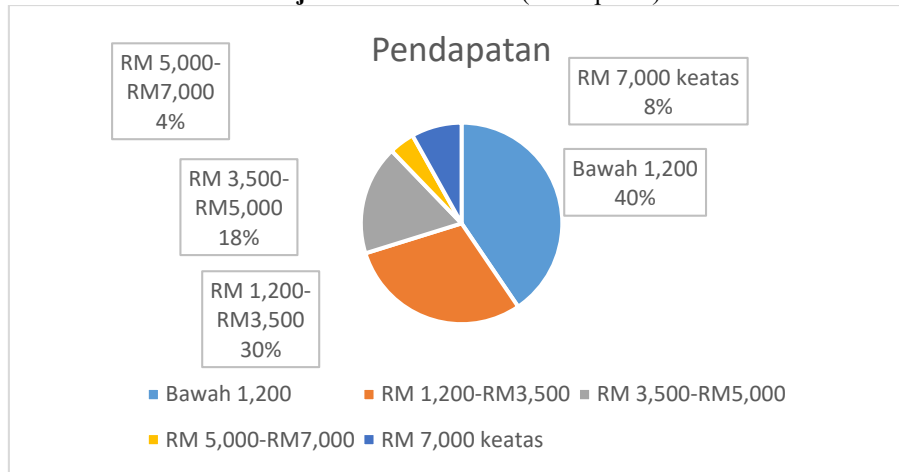 Pendapatan
RM 5,000-
RM7,000
4%
RM 7,000 keatas
8%
Bawah 1,200
40%
RM 3,500-
RM5,000
18%
RM 1,200-
RM3,500
30%
Bawah 1,200
RM 1,200-RM3,500
RM 3,500-RM5,000
RM 5,000-RM7,000
RM 7,000 keatas